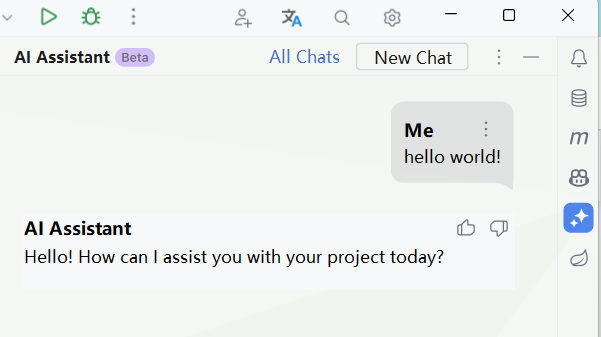 AI Assistant Beta All Chats New Chat
Me
hello world!
AI Assistant
Hello! How can I assist you with your project today?